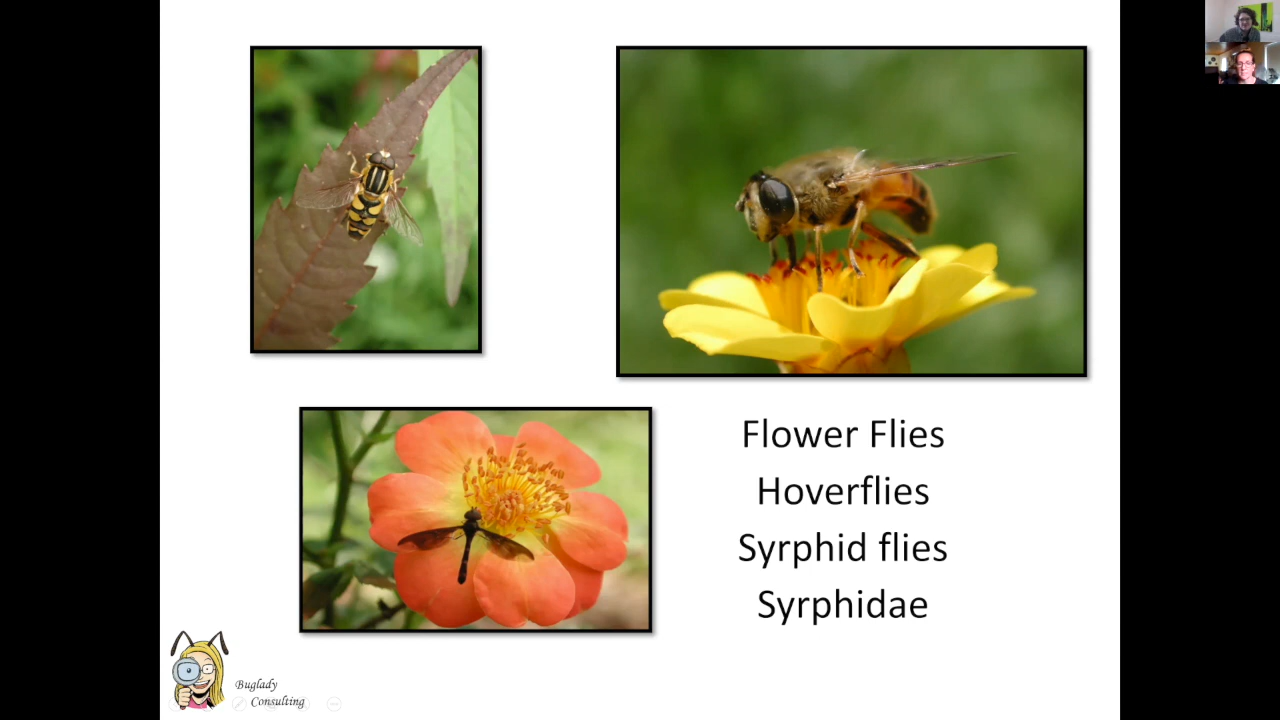 Flower Flies
Hoverflies
Syrphid flies
Syrphidae
Buglady
Consulting